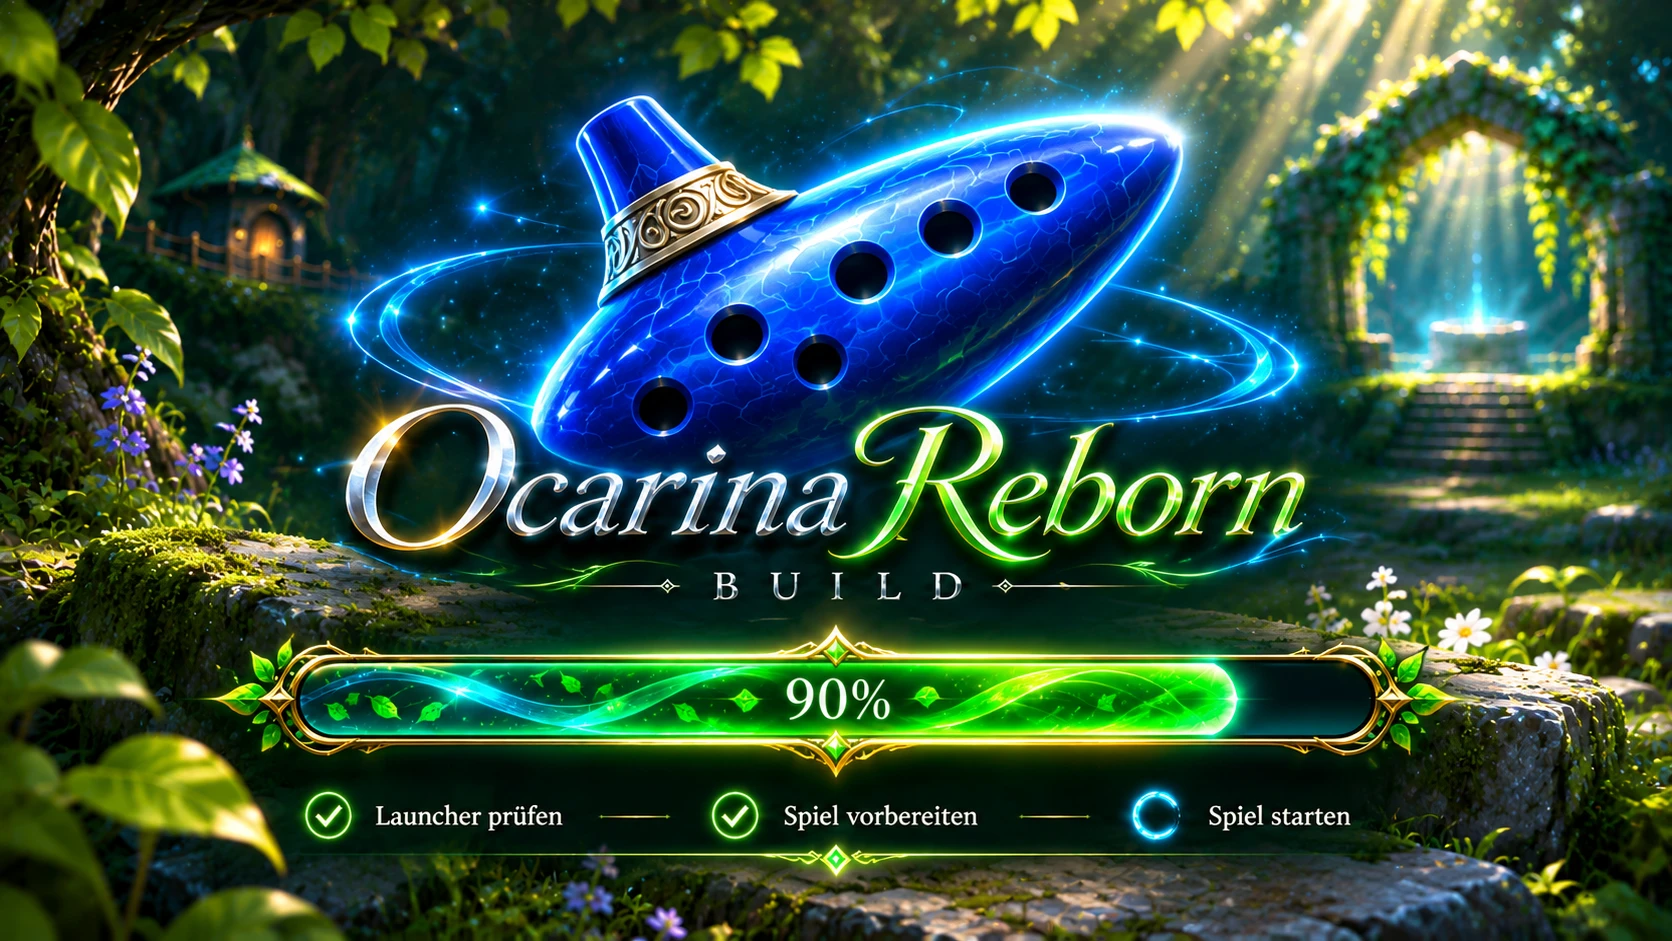 Ocarina Reborn
BUILD
90%
Launcher prüfen
Spiel vorbereiten
Spiel starten